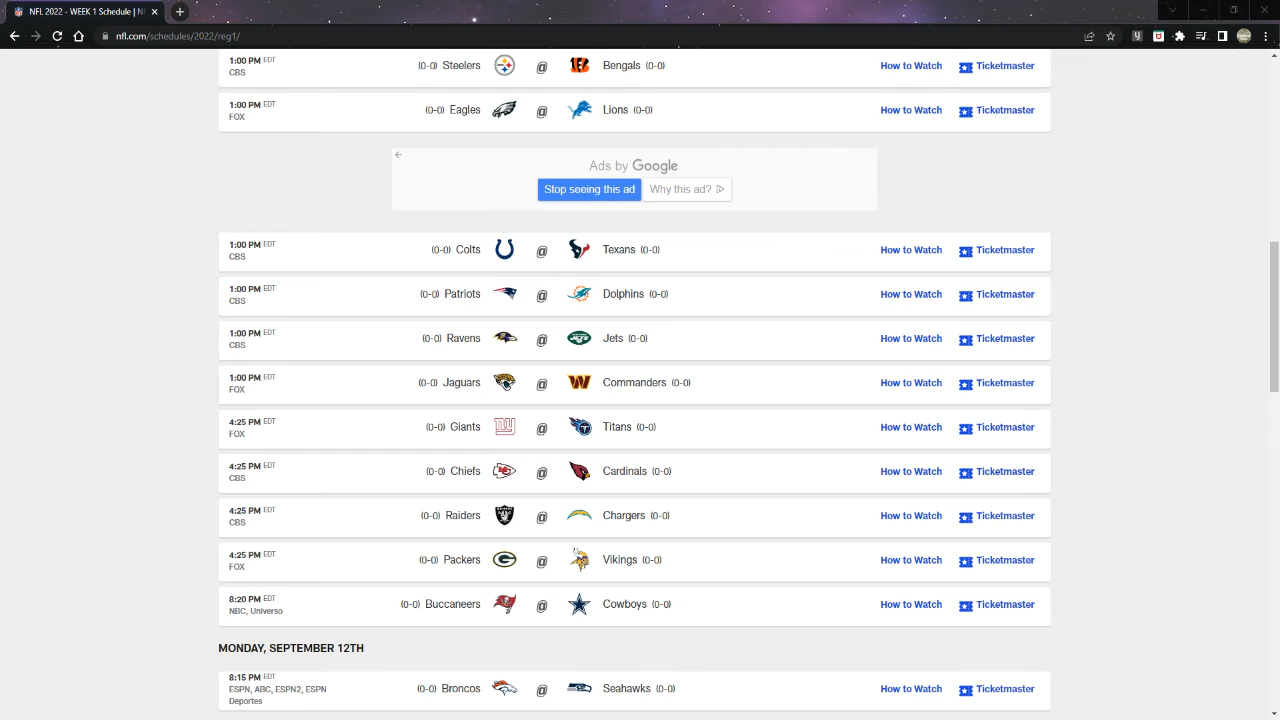 NFL 2022 - WEEK 1 Schedule | N
nfl.com/schedules/2022/reg1/
1:00 PM EDT
CBS
(0-0) Steelers @ Bengals (0-0)
How to Watch Ticketmaster
1:00 PM EDT
FOX
(0-0) Eagles @ Lions (0-0)
How to Watch Ticketmaster
Ads by Google
Stop seeing this ad Why this ad?
1:00 PM EDT
CBS
(0-0) Colts @ Texans (0-0)
How to Watch Ticketmaster
1:00 PM EDT
CBS
(0-0) Patriots @ Dolphins (0-0)
How to Watch Ticketmaster
1:00 PM EDT
CBS
(0-0) Ravens @ Jets (0-0)
How to Watch Ticketmaster
1:00 PM EDT
FOX
(0-0) Jaguars @ Commanders (0-0)
How to Watch Ticketmaster
4:25 PM EDT
FOX
(0-0) Giants @ Titans (0-0)
How to Watch Ticketmaster
4:25 PM EDT
CBS
(0-0) Chiefs @ Cardinals (0-0)
How to Watch Ticketmaster
4:25 PM EDT
CBS
(0-0) Raiders @ Chargers (0-0)
How to Watch Ticketmaster
4:25 PM EDT
FOX
(0-0) Packers @ Vikings (0-0)
How to Watch Ticketmaster
8:20 PM EDT
NBC, Universo
(0-0) Buccaneers @ Cowboys (0-0)
How to Watch Ticketmaster
MONDAY, SEPTEMBER 12TH
8:15 PM EDT
ESPN, ABC, ESPN2, ESPN
Deportes
(0-0) Broncos @ Seahawks (0-0)
How to Watch Ticketmaster